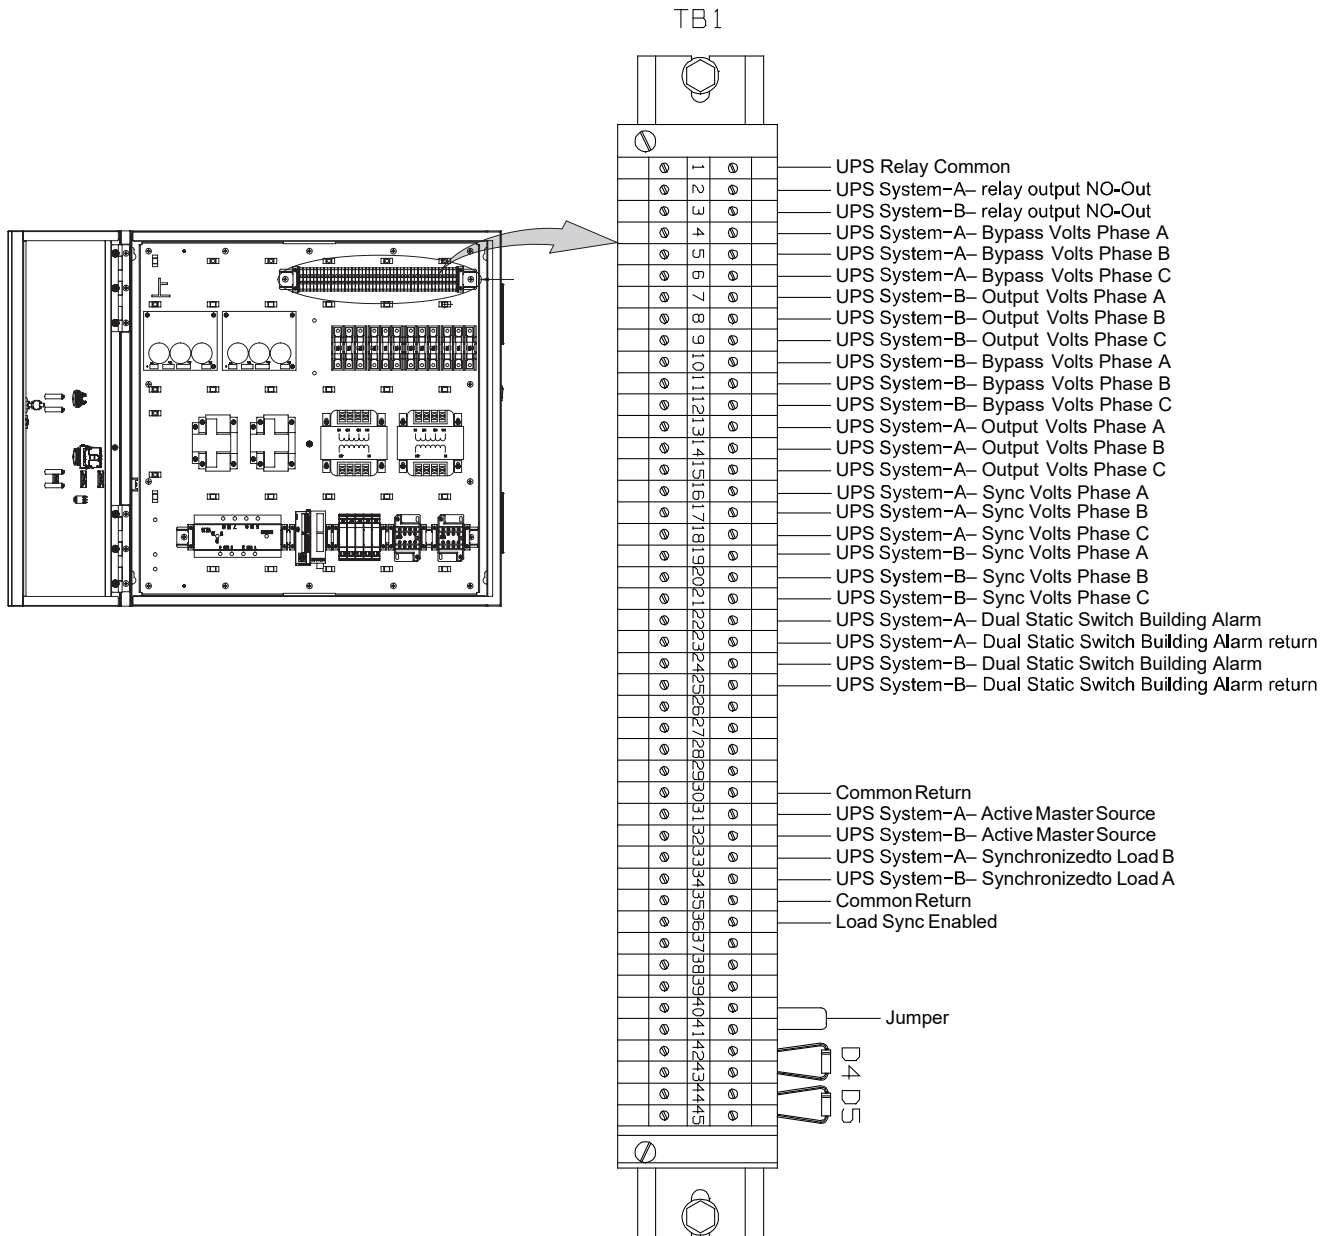 TB1
1 UPS Relay Common
2 UPS System-A- relay output NO-Out
3 UPS System-B- relay output NO-Out
4 UPS System-A- Bypass Volts Phase A
5 UPS System-A- Bypass Volts Phase B
6 UPS System-A- Bypass Volts Phase C
7 UPS System-B- Output Volts Phase A
8 UPS System-B- Output Volts Phase B
9 UPS System-B- Output Volts Phase C
10 UPS System-B- Bypass Volts Phase A
11 UPS System-B- Bypass Volts Phase B
12 UPS System-B- Bypass Volts Phase C
13 UPS System-A- Output Volts Phase A
14 UPS System-A- Output Volts Phase B
15 UPS System-A- Output Volts Phase C
16 UPS System-A- Sync Volts Phase A
17 UPS System-A- Sync Volts Phase B
18 UPS System-A- Sync Volts Phase C
19 UPS System-B- Sync Volts Phase A
20 UPS System-B- Sync Volts Phase B
21 UPS System-B- Sync Volts Phase C
22 UPS System-A- Dual Static Switch Building Alarm
23 UPS System-A- Dual Static Switch Building Alarm return
24 UPS System-B- Dual Static Switch Building Alarm
25 UPS System-B- Dual Static Switch Building Alarm return
26
27
28
29
30 Common Return
31 UPS System-A- Active Master Source
32 UPS System-B- Active Master Source
33 UPS System-A- Synchronizedto Load B
34 UPS System-B- Synchronizedto Load A
35 Common Return
36 Load Sync Enabled
37
38
39
40 Jumper
41
42 D4
43
44 D5
45